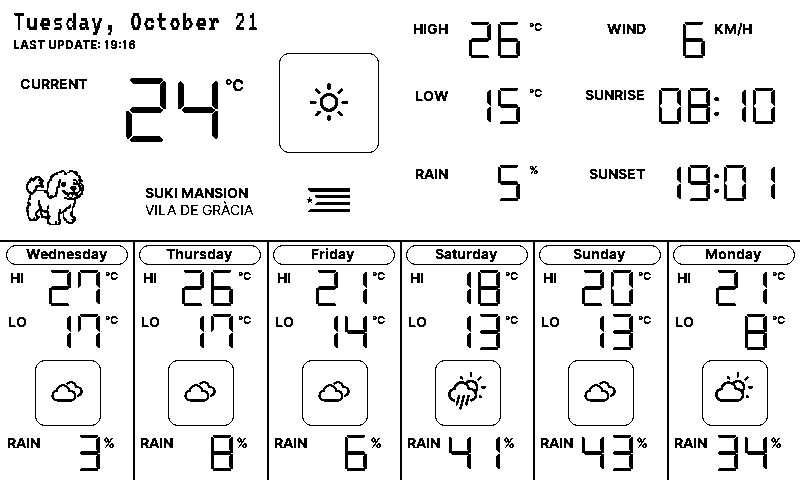 Tuesday, October 21
LAST UPDATE: 19:16
CURRENT 24 °C
HIGH 26 °C
WIND 6 KM/H
LOW 15 °C
SUNRISE 08:10
RAIN 5 %
SUNSET 19:01
SUKI MANSION
VILA DE GRÀCIA
Wednesday
HI 27 °C
LO 17 °C
RAIN 3 %
Thursday
HI 26 °C
LO 17 °C
RAIN 8 %
Friday
HI 21 °C
LO 14 °C
RAIN 6 %
Saturday
HI 18 °C
LO 13 °C
RAIN 41 %
Sunday
HI 20 °C
LO 13 °C
RAIN 43 %
Monday
HI 21 °C
LO 8 °C
RAIN 34 %